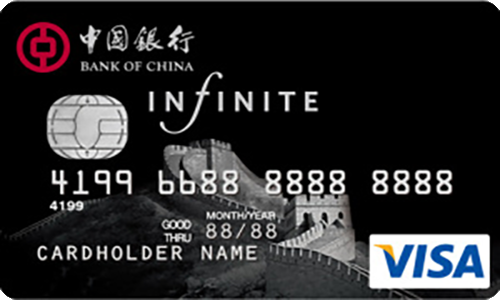 中国银行
BANK OF CHINA
INfINITE
4199 6688 8888 8888
4199
MONTH/YEAR
GOOD THRU 88/88
CARDHOLDER NAME
VISA